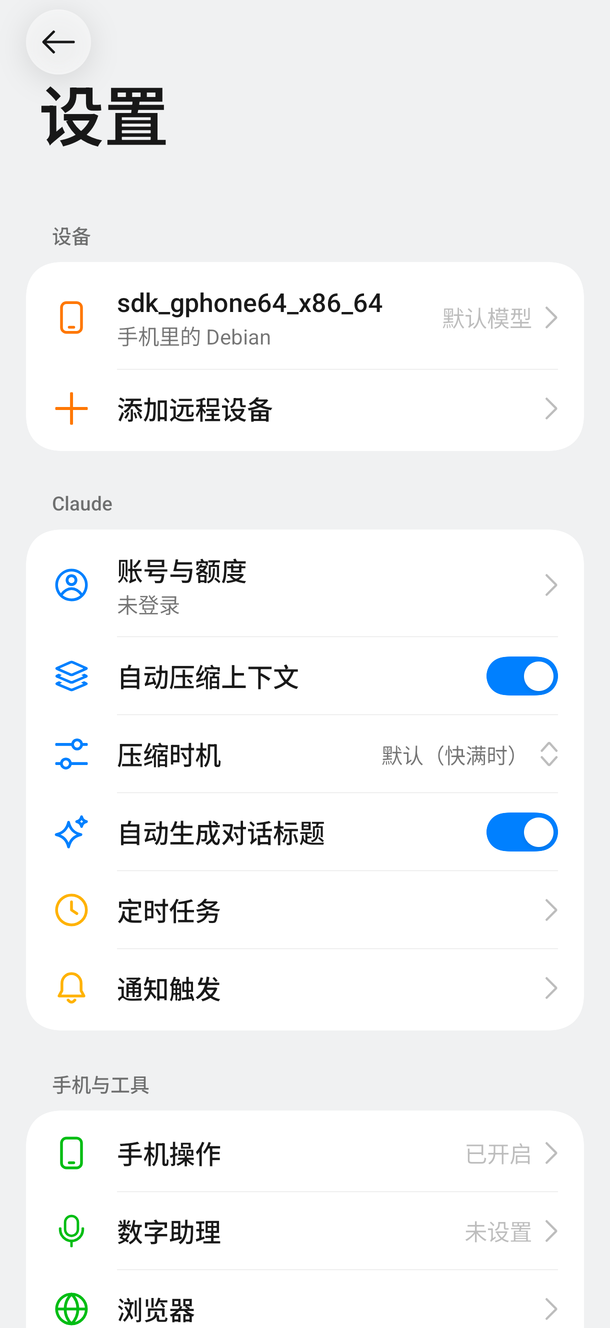 设置
设备
sdk_gphone64_x86_64
手机里的 Debian
默认模型
添加远程设备
Claude
账号与额度
未登录
自动压缩上下文
压缩时机
默认（快满时）
自动生成对话标题
定时任务
通知触发
手机与工具
手机操作
已开启
数字助理
未设置
浏览器